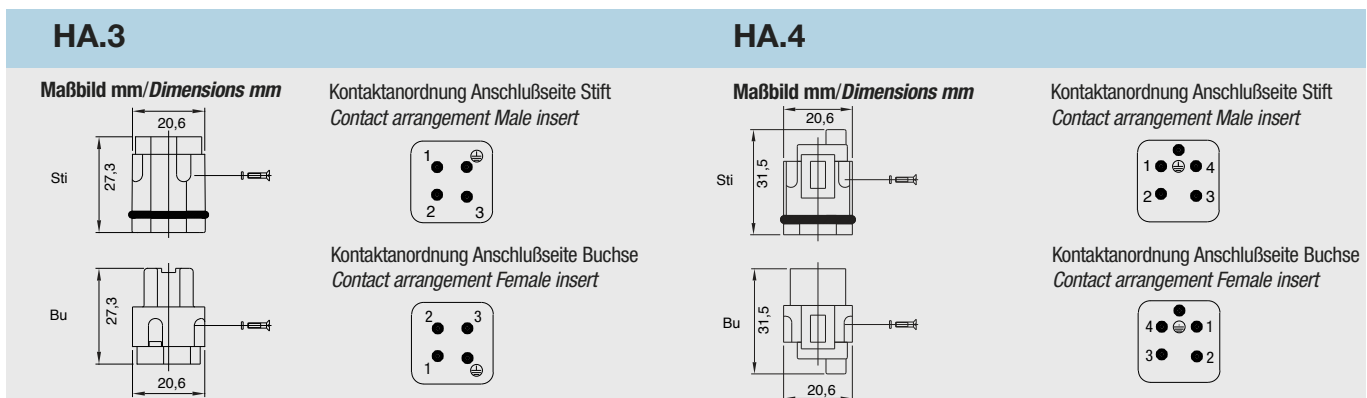 HA.3
Maßbild mm/Dimensions mm
20,6
Sti
27,3
Kontaktanordnung Anschlußseite Stift
Contact arrangement Male insert
1
2
3
Bu
27,3
20,6
Kontaktanordnung Anschlußseite Buchse
Contact arrangement Female insert
2 3
1
HA.4
Maßbild mm/Dimensions mm
20,6
Sti
31,5
Kontaktanordnung Anschlußseite Stift
Contact arrangement Male insert
1 4
2 3
Bu
31,5
20,6
Kontaktanordnung Anschlußseite Buchse
Contact arrangement Female insert
4 1
3 2